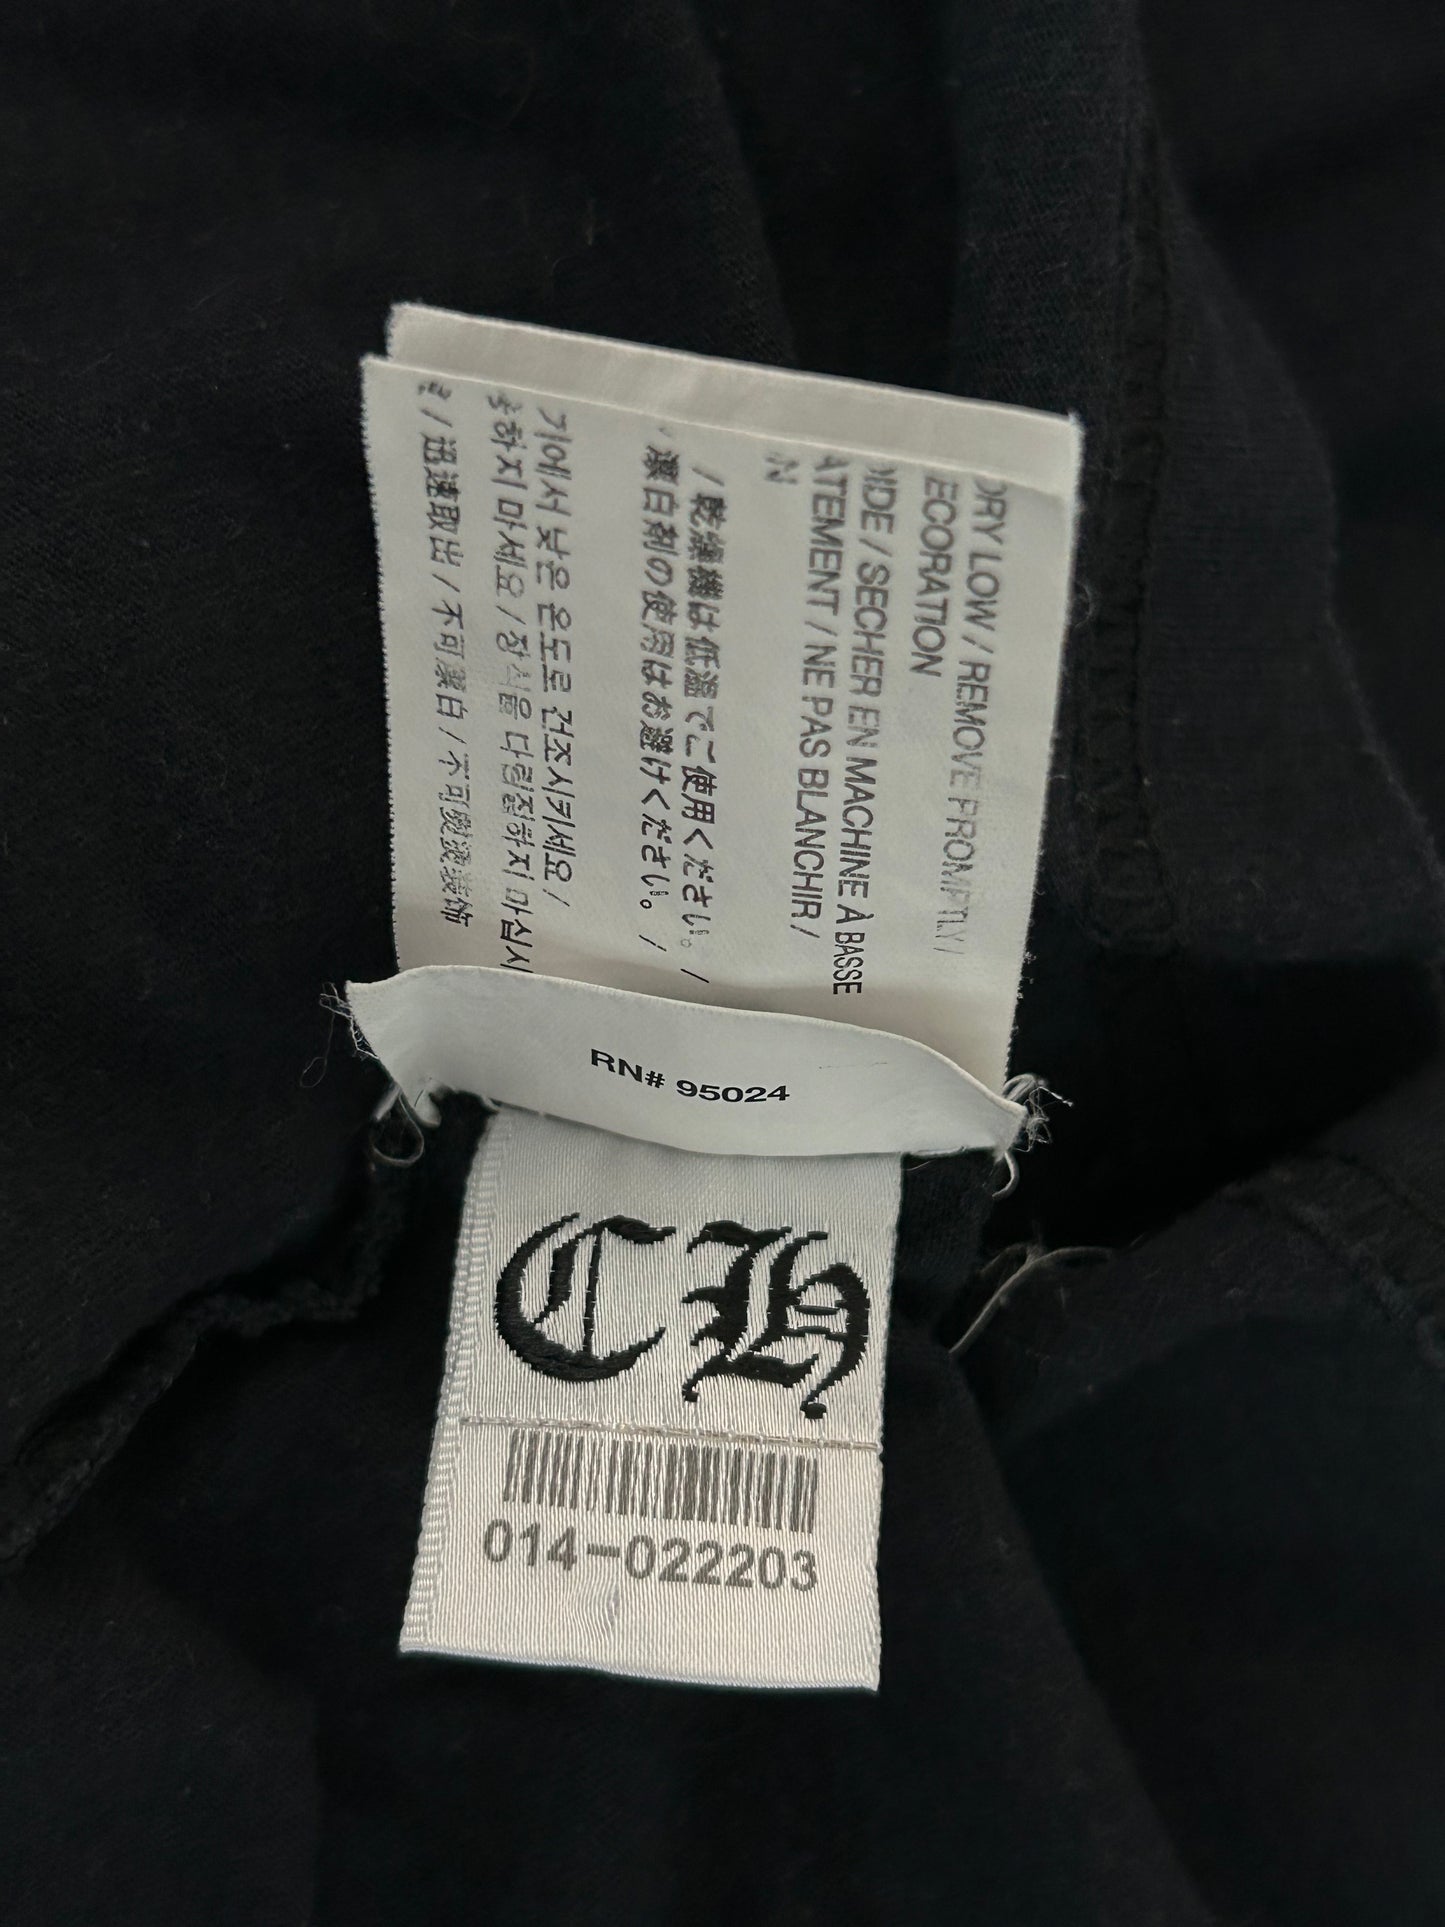 DRY LOW / REMOVE PROMPTLY /
ECORATION
IDE / SECHER EN MACHINE À BASSE
ATEMENT / NE PAS BLANCHIR /
N
/ 乾燥機は低温でご使用ください。 /
漂白剤の使用はお避けください。 /
기에서 낮은 온도로 건조시키세요 /
하지 마세요 / 장식을 다림질하지 마십시
/ 迅速取出 / 不可漂白 / 不可熨燙裝飾
RN# 95024
CH
014-022203